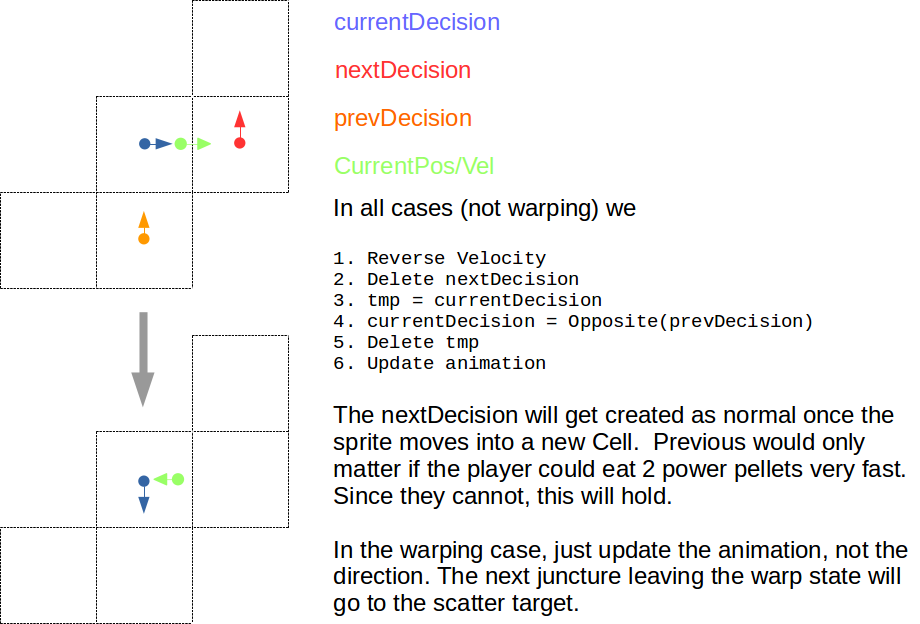 currentDecision
nextDecision
prevDecision
CurrentPos/Vel
In all cases (not warping) we
1. Reverse Velocity
2. Delete nextDecision
3. tmp = currentDecision
4. currentDecision = Opposite(prevDecision)
5. Delete tmp
6. Update animation
The nextDecision will get created as normal once the
sprite moves into a new Cell.  Previous would only
matter if the player could eat 2 power pellets very fast.
Since they cannot, this will hold.
In the warping case, just update the animation, not the
direction. The next juncture leaving the warp state will
go to the scatter target.